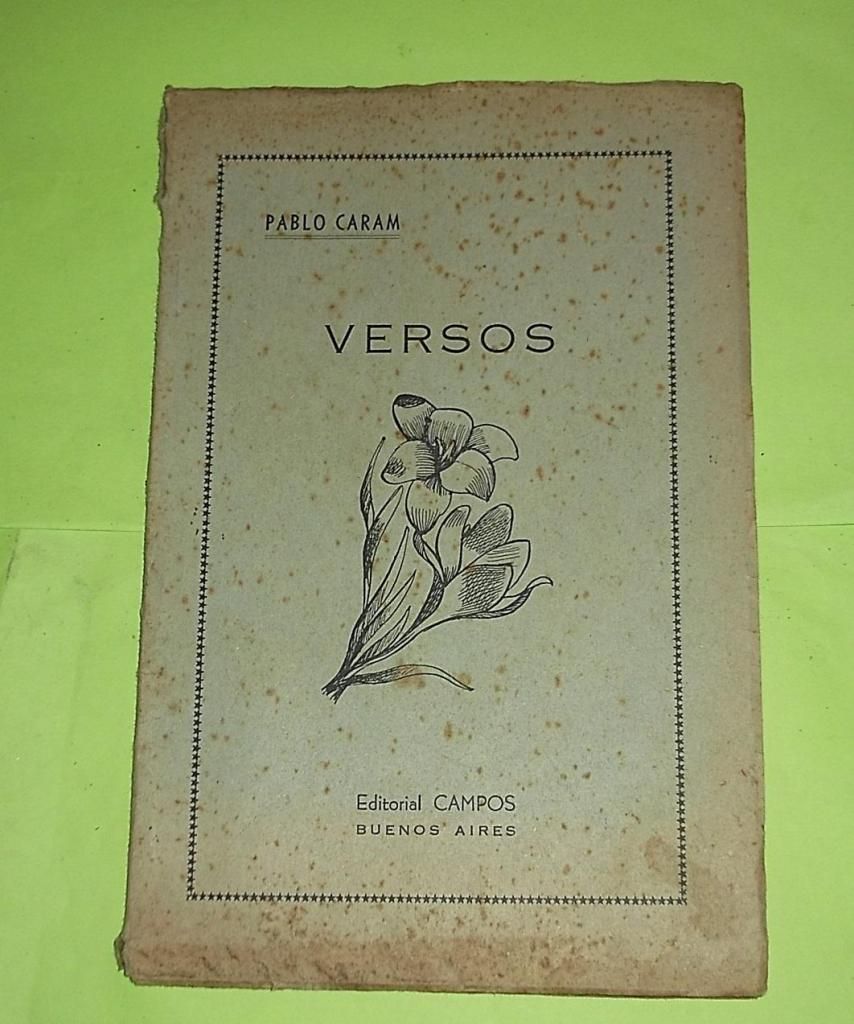 PABLO CARAM
VERSOS
Editorial CAMPOS
BUENOS AIRES